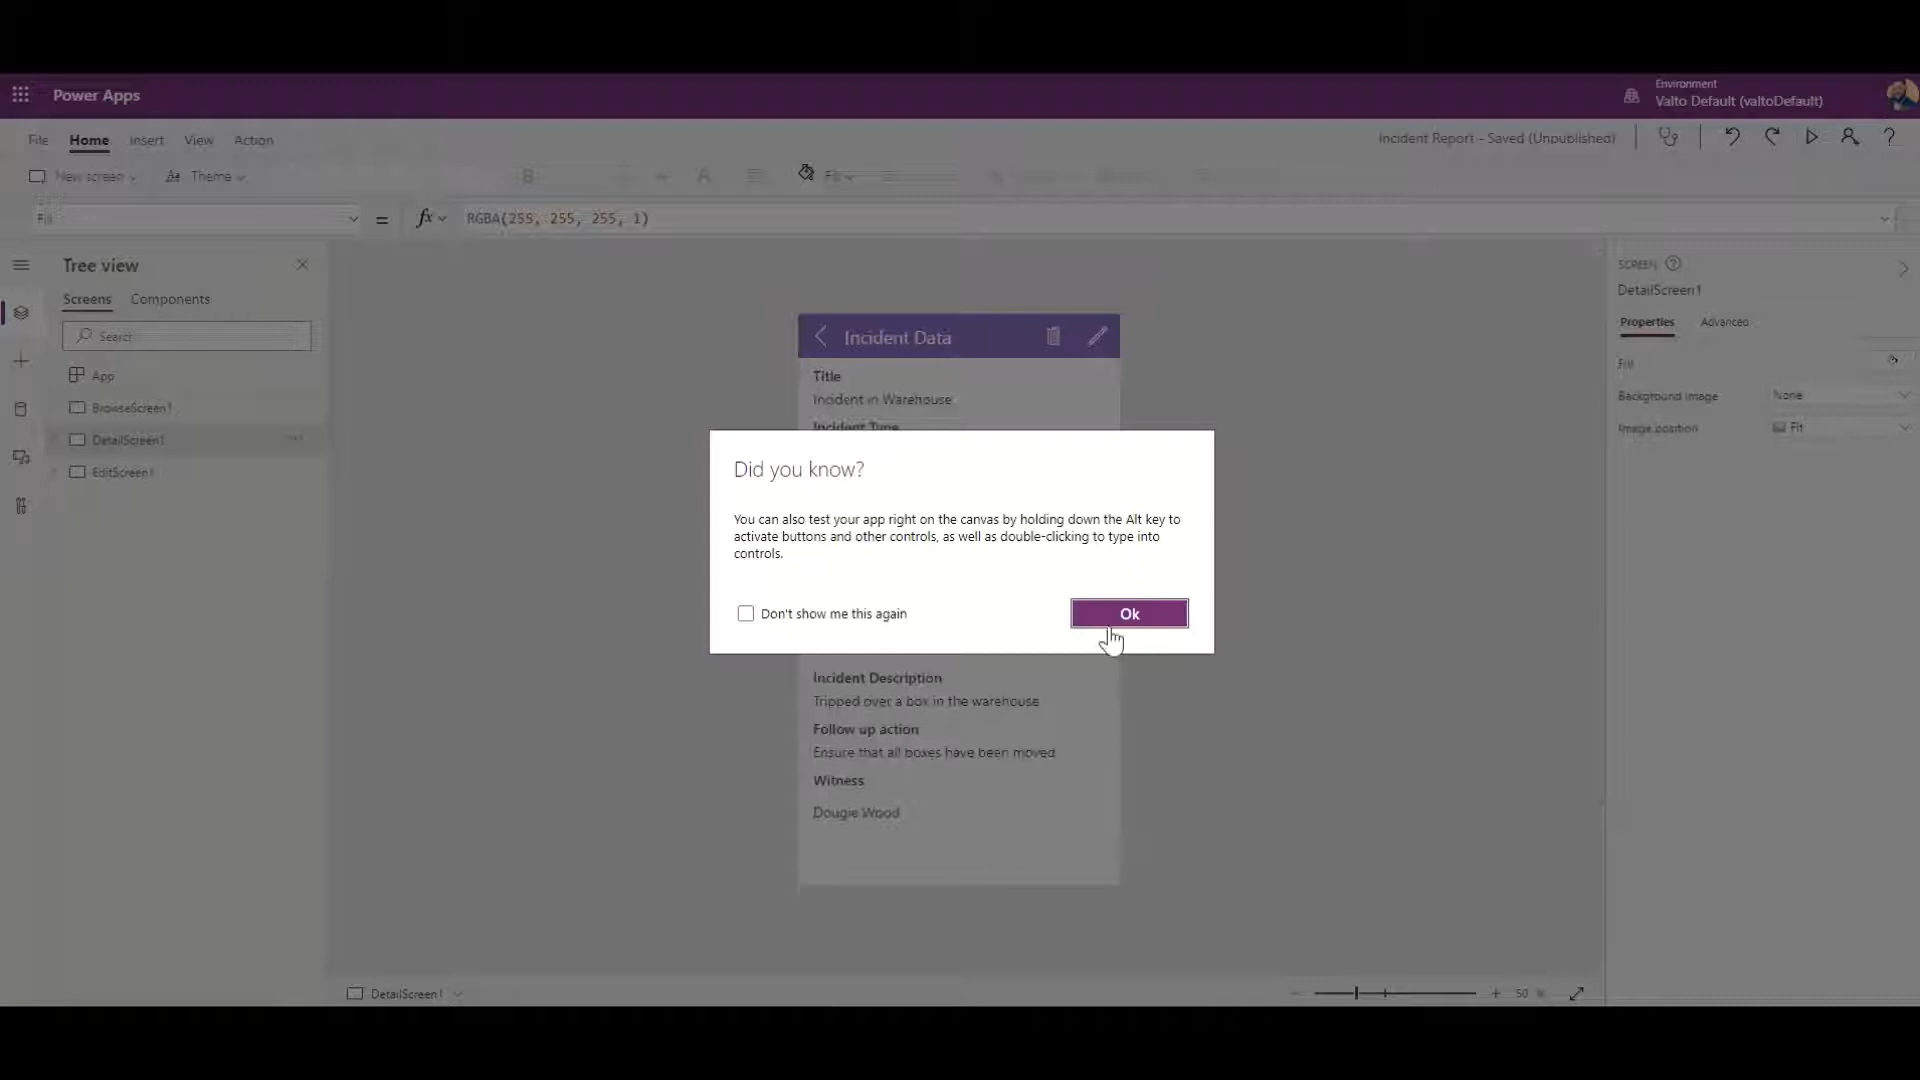 Power Apps
Environment
Valto Default (valtoDefault)
File Home Insert View Action
Incident Report - Saved (Unpublished)
New screen Theme
Fill
Fill = fx RGBA(255, 255, 255, 1)
Tree view
Screens Components
Search
App
BrowseScreen1
DetailScreen1
EditScreen1
Incident Data
Title
Incident in Warehouse
Incident Type
Did you know?
You can also test your app right on the canvas by holding down the Alt key to
activate buttons and other controls, as well as double-clicking to type into
controls.
Don't show me this again
Ok
Incident Description
Tripped over a box in the warehouse
Follow up action
Ensure that all boxes have been moved
Witness
Dougie Wood
SCREEN
DetailScreen1
Properties Advanced
Fill
Background image None
Image position Fit
DetailScreen1
50 %